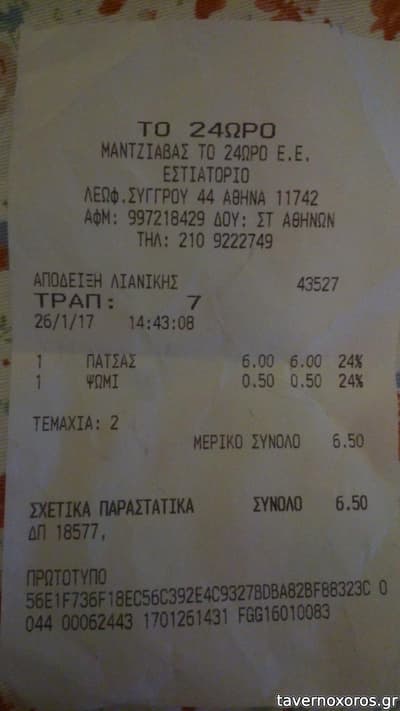 ΤΟ 24ΩΡΟ
ΜΑΝΤΖΙΑΒΑΣ ΤΟ 24ΩΡΟ Ε.Ε.
ΕΣΤΙΑΤΟΡΙΟ
ΛΕΩΦ.ΣΥΓΓΡΟΥ 44 ΑΘΗΝΑ 11742
ΑΦΜ: 997218429 ΔΟΥ: ΣΤ ΑΘΗΝΩΝ
ΤΗΛ: 210 9222749
ΑΠΟΔΕΙΞΗ ΛΙΑΝΙΚΗΣ 43527
ΤΡΑΠ: 7
26/1/17 14:43:08
1 ΠΑΤΣΑΣ 6.00 6.00 24%
1 ΨΩΜΙ 0.50 0.50 24%
ΤΕΜΑΧΙΑ: 2
ΜΕΡΙΚΟ ΣΥΝΟΛΟ 6.50
ΣΧΕΤΙΚΑ ΠΑΡΑΣΤΑΤΙΚΑ ΣΥΝΟΛΟ 6.50
ΔΠ 18577,
ΠΡΩΤΟΤΥΠΟ
56E1F736F18EC56C392E4C9327BDBA82BF88323C 0
044 00062443 1701261431 FGG16010083
tavernoxoros.gr